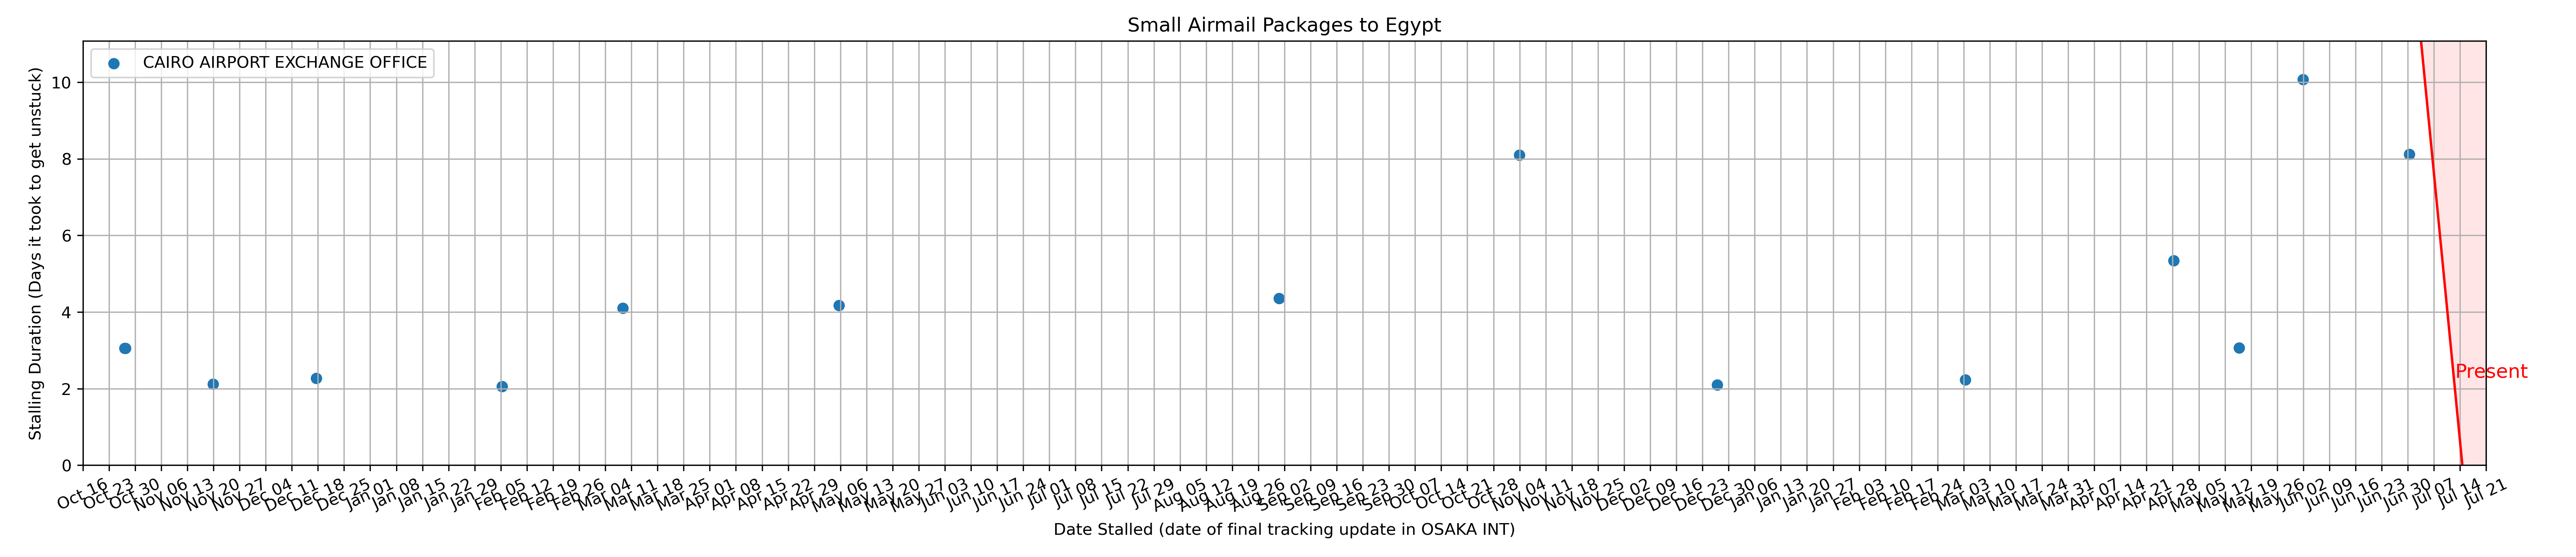 Small Airmail Packages to Egypt
CAIRO AIRPORT EXCHANGE OFFICE
Stalling Duration (Days it took to get unstuck)
10
8
6
4
2
0
Present
Oct 16
Oct 23
Oct 30
Nov 06
Nov 13
Nov 20
Nov 27
Dec 04
Dec 11
Dec 18
Dec 25
Jan 01
Jan 08
Jan 15
Jan 22
Jan 29
Feb 05
Feb 12
Feb 19
Feb 26
Mar 04
Mar 11
Mar 18
Mar 25
Apr 01
Apr 08
Apr 15
Apr 22
Apr 29
May 06
May 13
May 20
May 27
Jun 03
Jun 10
Jun 17
Jun 24
Jul 01
Jul 08
Jul 15
Jul 22
Jul 29
Aug 05
Aug 12
Aug 19
Aug 26
Sep 02
Sep 09
Sep 16
Sep 23
Sep 30
Oct 07
Oct 14
Oct 21
Oct 28
Nov 04
Nov 11
Nov 18
Nov 25
Dec 02
Dec 09
Dec 16
Dec 23
Dec 30
Jan 06
Jan 13
Jan 20
Jan 27
Feb 03
Feb 10
Feb 17
Feb 24
Mar 03
Mar 10
Mar 17
Mar 24
Mar 31
Apr 07
Apr 14
Apr 21
Apr 28
May 05
May 12
May 19
May 26
Jun 02
Jun 09
Jun 16
Jun 23
Jun 30
Jul 07
Jul 14
Jul 21
Date Stalled (date of final tracking update in OSAKA INT)